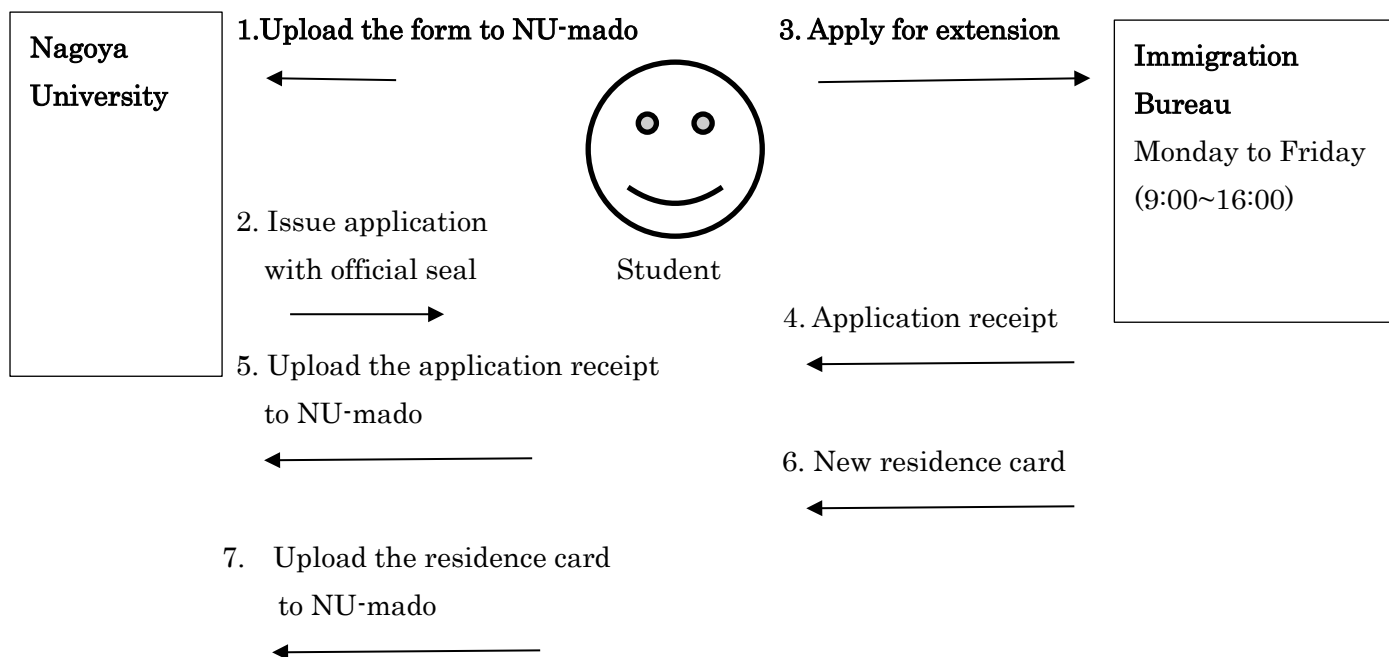 Nagoya
University
1.Upload the form to NU-mado
2. Issue application
with official seal
Student
3. Apply for extension
Immigration
Bureau
Monday to Friday
(9:00~16:00)
4. Application receipt
5. Upload the application receipt
to NU-mado
6. New residence card
7. Upload the residence card
to NU-mado